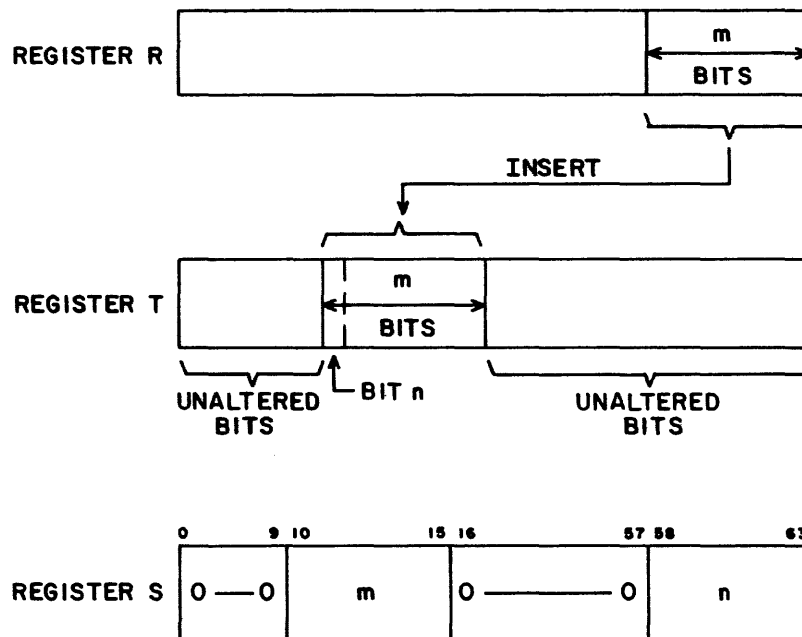 REGISTER R
m
BITS
INSERT
REGISTER T
m
BITS
UNALTERED
BITS
BIT n
UNALTERED
BITS
0 9 10 15 16 57 58 63
REGISTER S 0 — 0 m 0 — 0 n